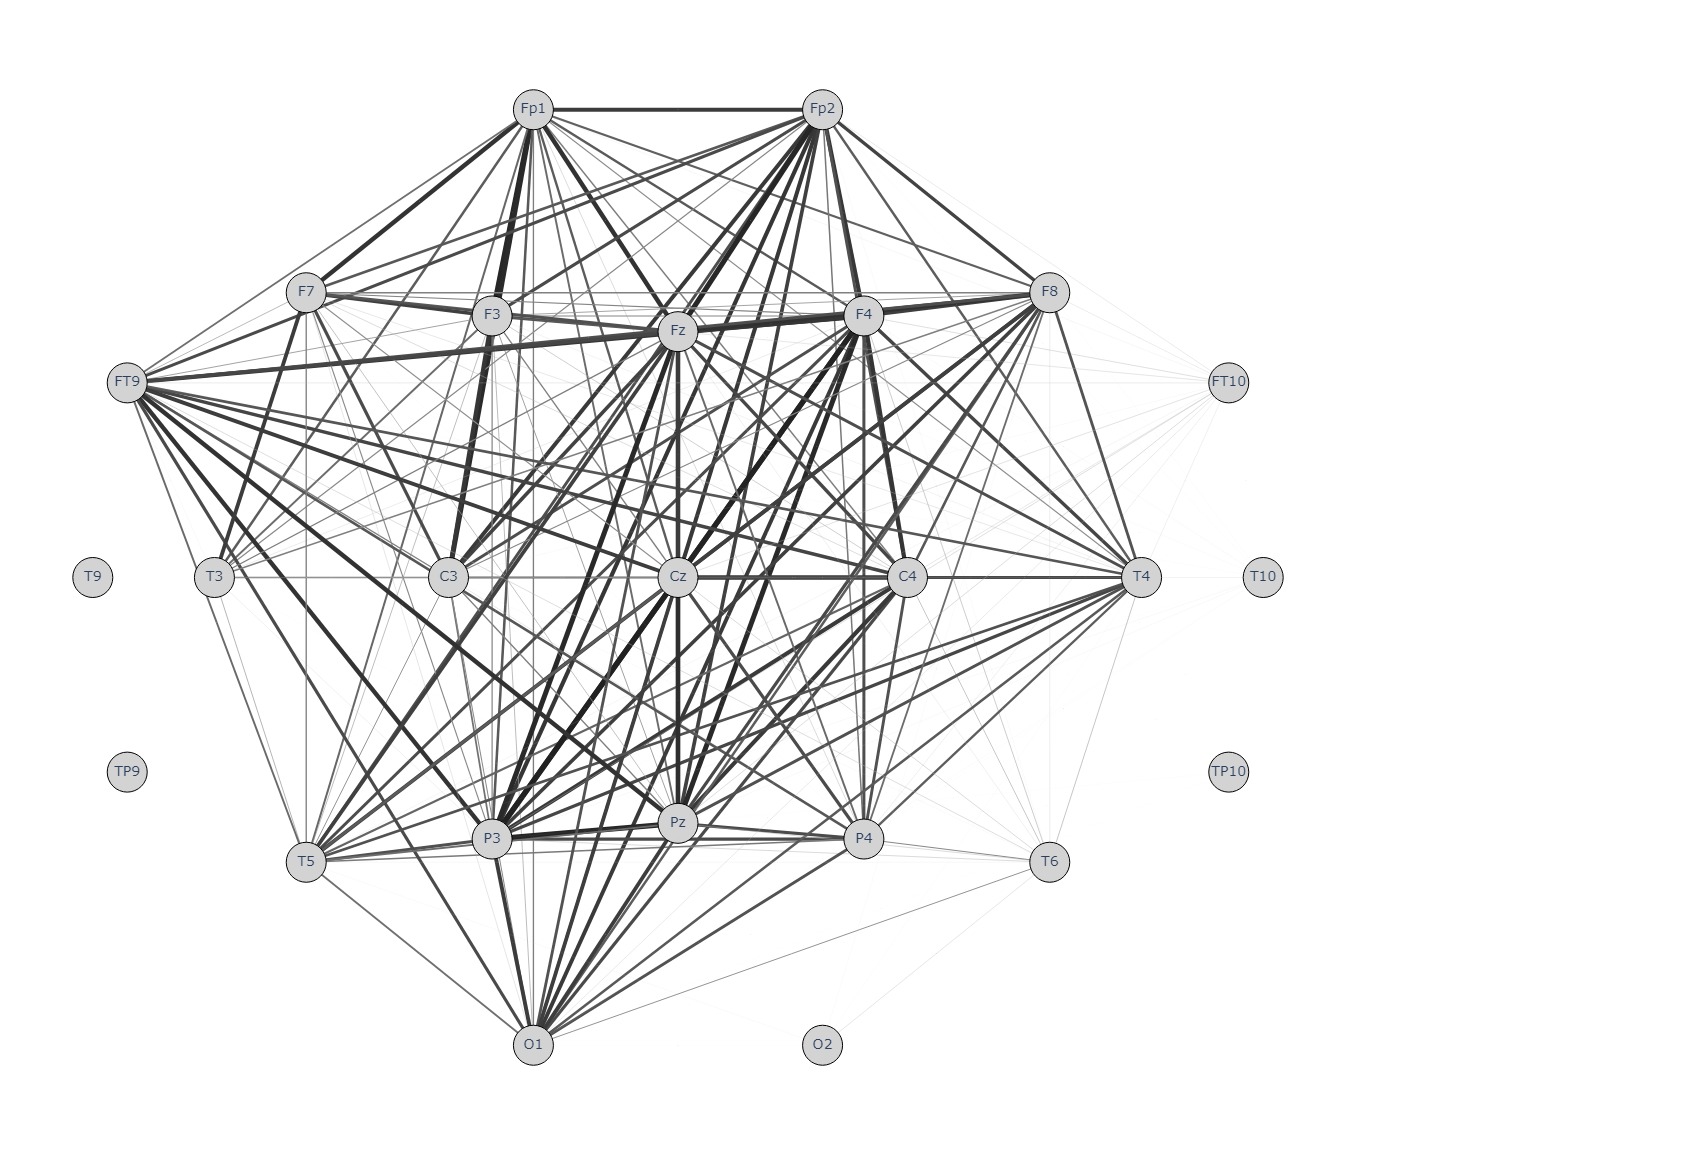 Fp1 Fp2
F7 F3 Fz F4 F8
FT9 FT10
T9 T3 C3 Cz C4 T4 T10
TP9 TP10
T5 P3 Pz P4 T6
O1 O2